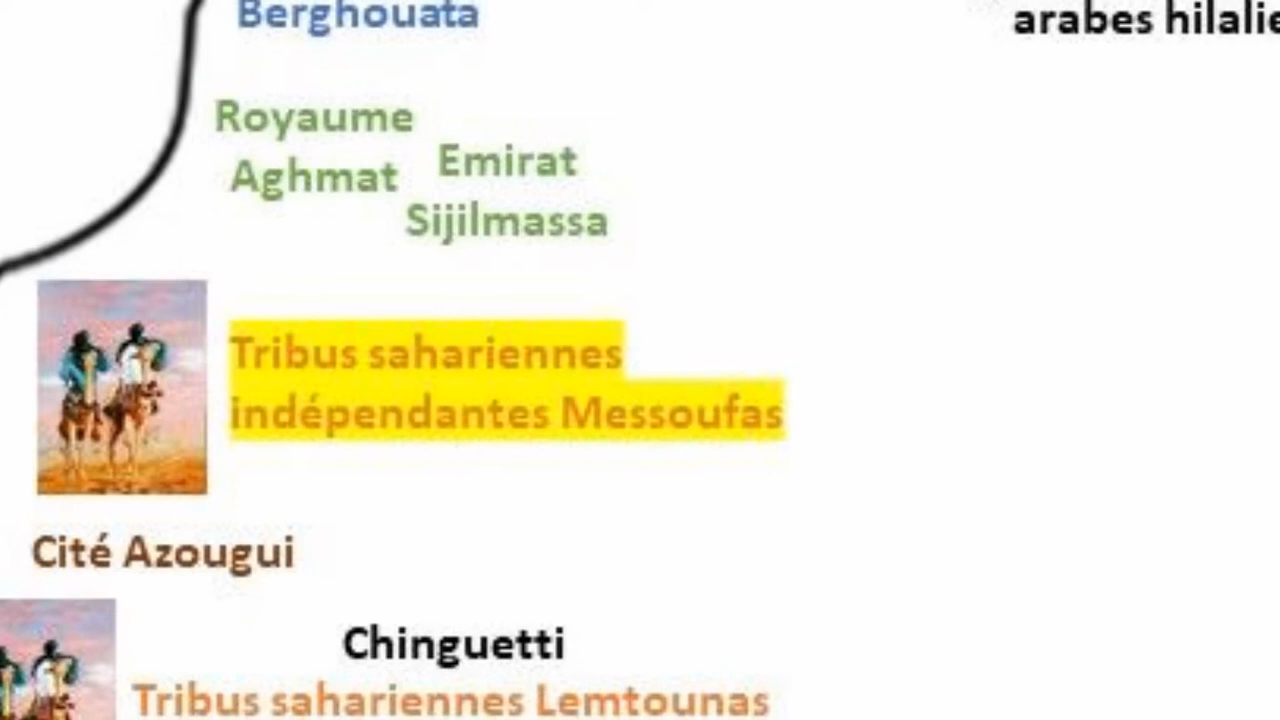 Berghouata
arabes hilalie
Royaume
Aghmat
Emirat
Sijilmassa
Tribus sahariennes
indépendantes Messoufas
Cité Azougui
Chinguetti
Tribus sahariennes Lemtounas